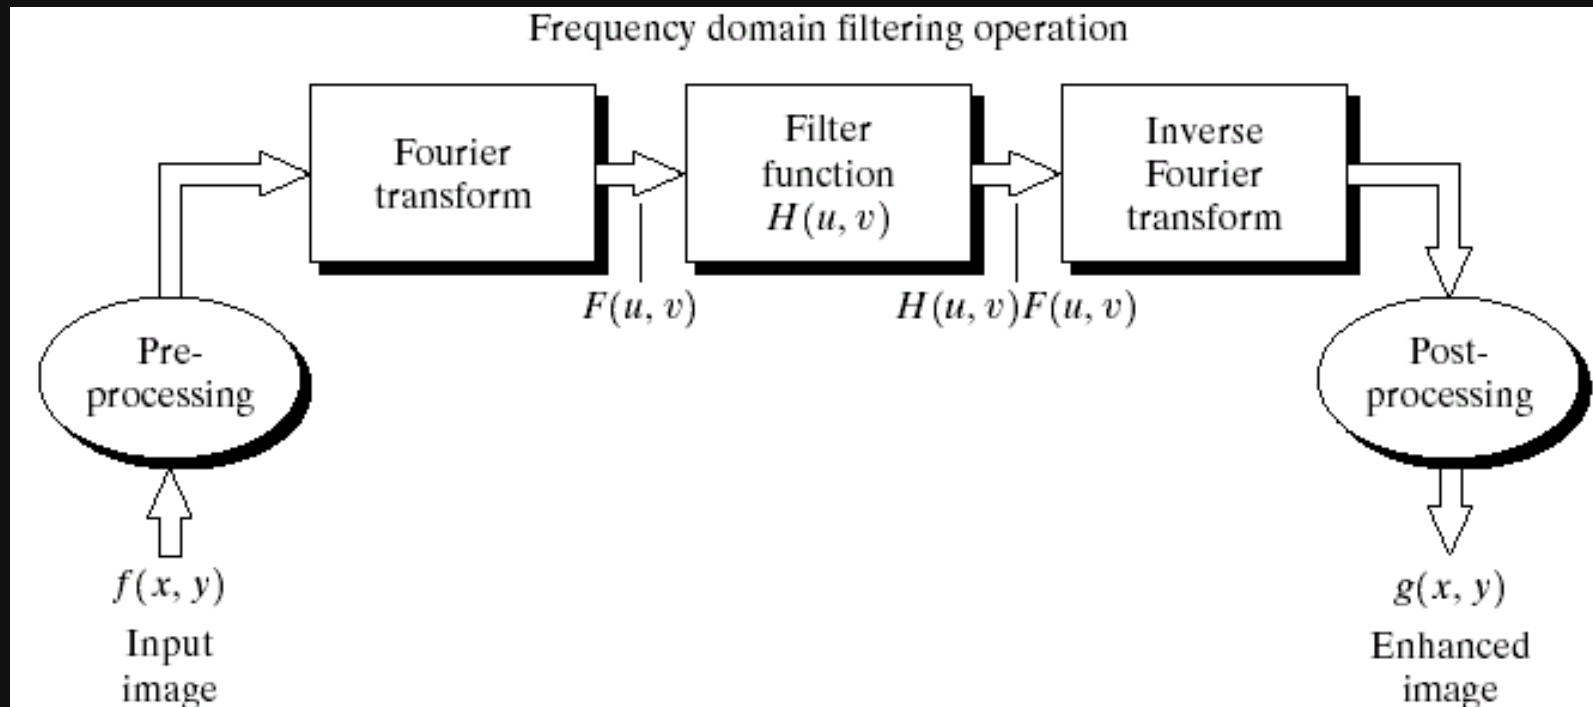 Frequency domain filtering operation
Fourier
transform
Filter
function
H(u, v)
Inverse
Fourier
transform
F(u, v)
H(u, v)F(u, v)
Pre-
processing
Post-
processing
f(x, y)
Input
image
g(x, y)
Enhanced
image